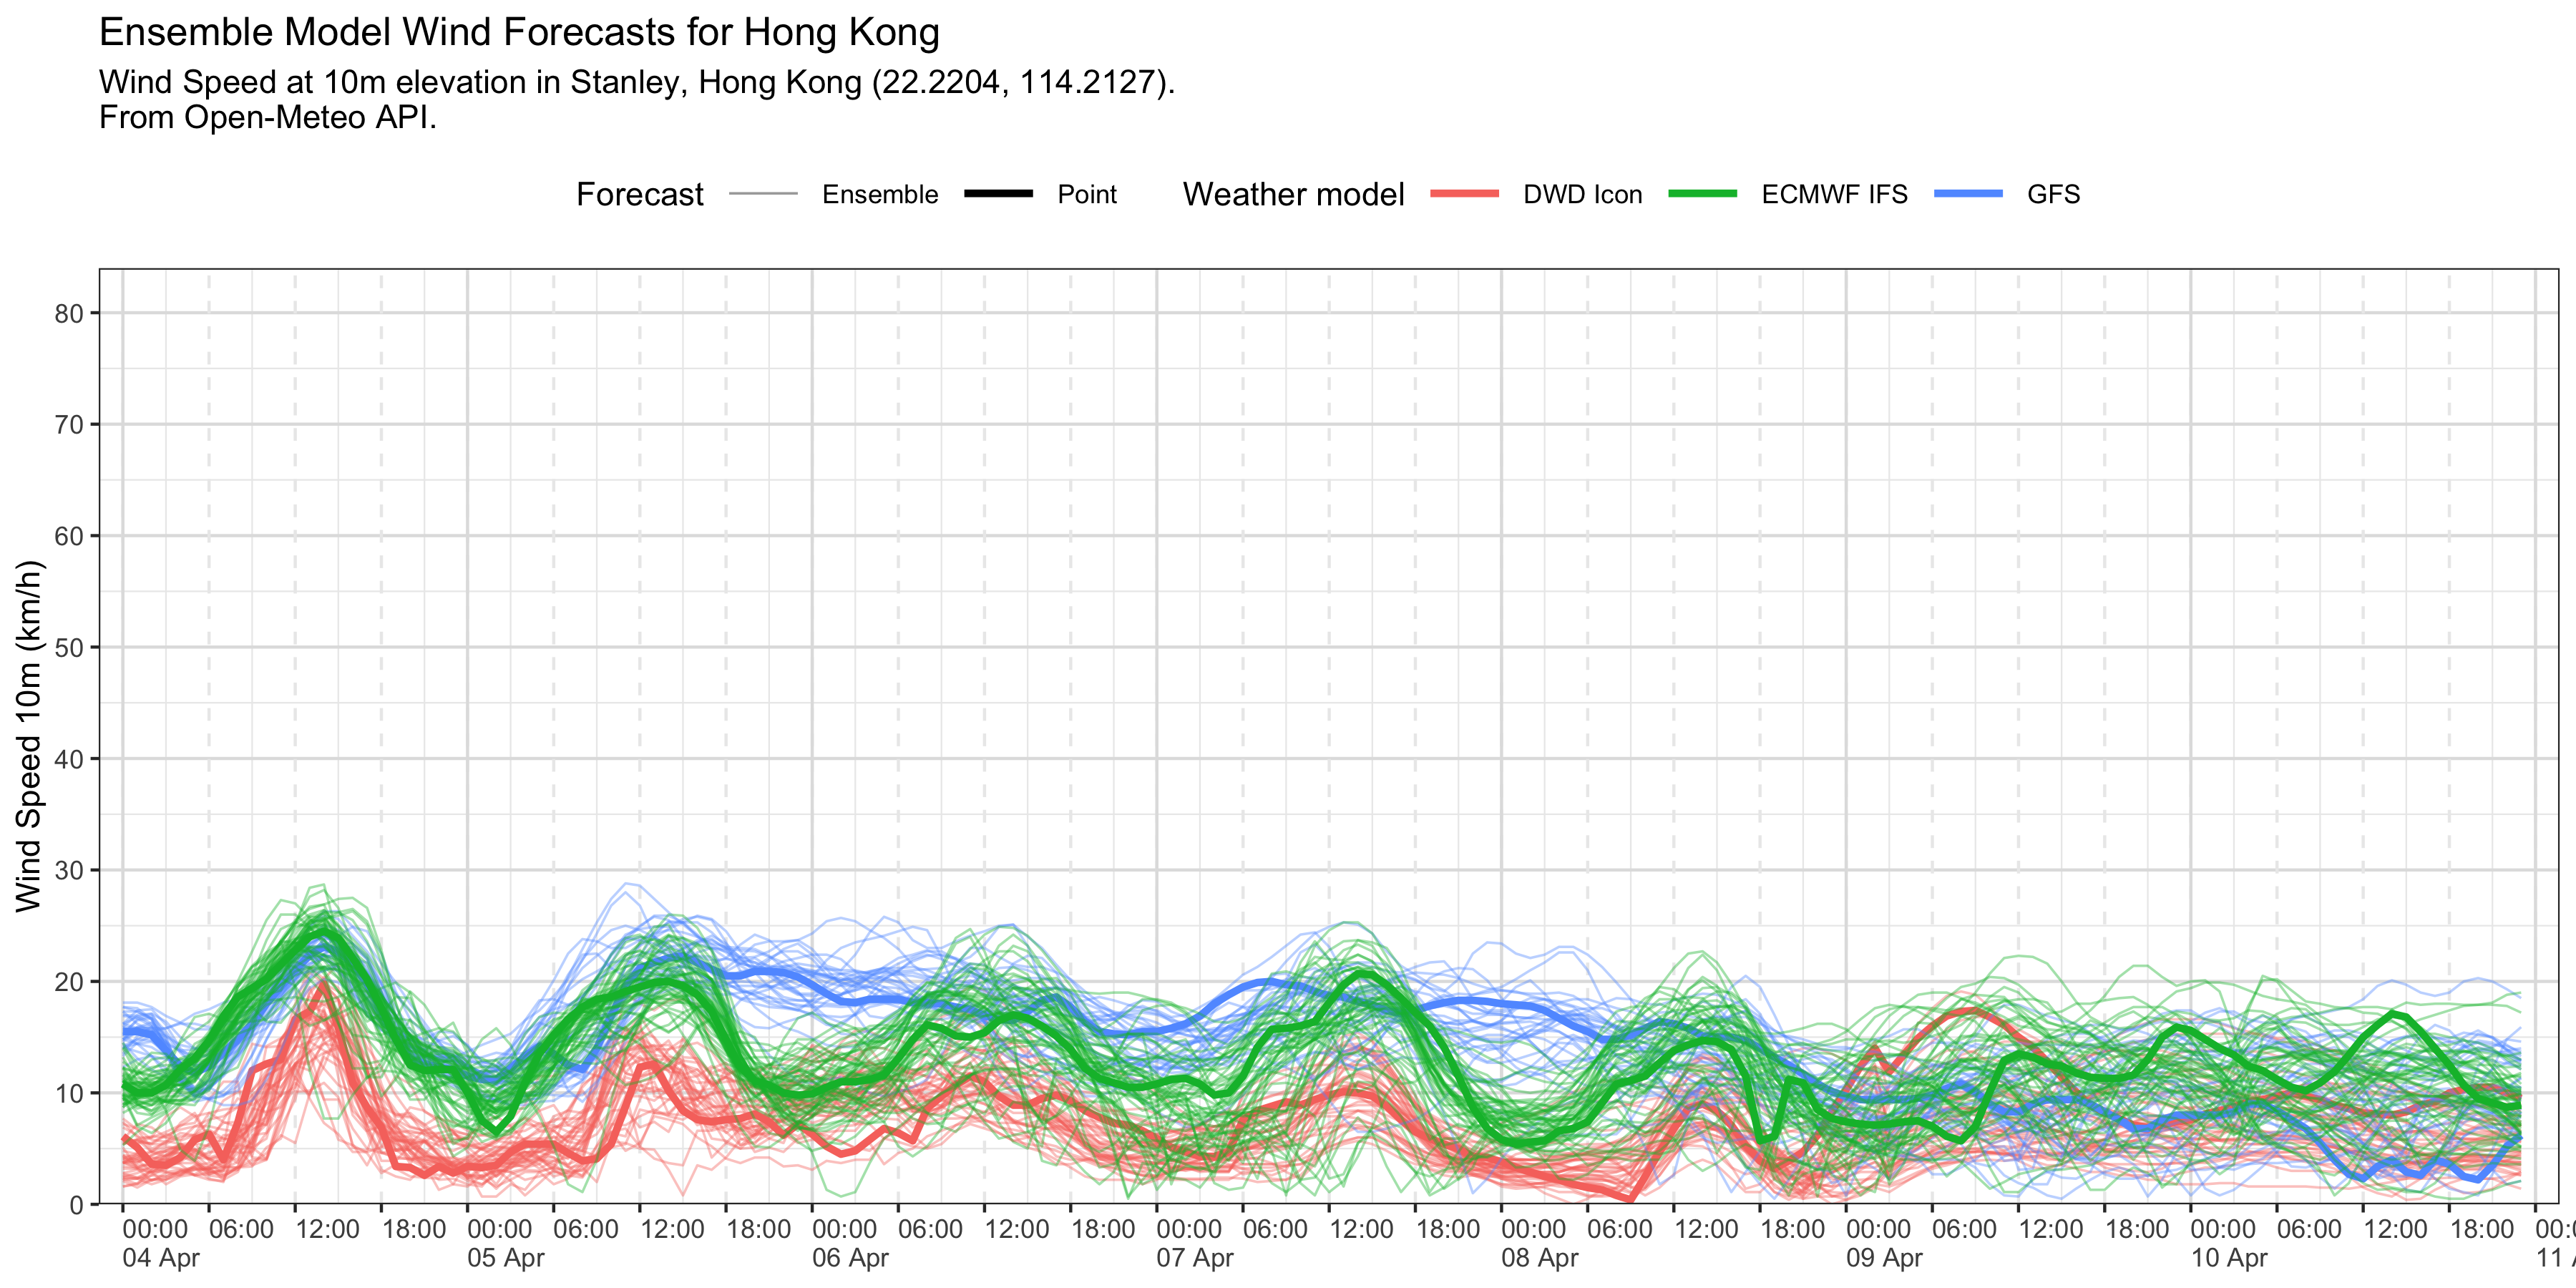 Ensemble Model Wind Forecasts for Hong Kong
Wind Speed at 10m elevation in Stanley, Hong Kong (22.2204, 114.2127).
From Open-Meteo API.
Forecast Ensemble Point Weather model DWD Icon ECMWF IFS GFS
Wind Speed 10m (km/h)
80
70
60
50
40
30
20
10
0
00:00 06:00 12:00 18:00 00:00 06:00 12:00 18:00 00:00 06:00 12:00 18:00 00:00 06:00 12:00 18:00 00:00 06:00 12:00 18:00 00:00 06:00 12:00 18:00 00:00 06:00 12:00 18:00 00:0
04 Apr 05 Apr 06 Apr 07 Apr 08 Apr 09 Apr 10 Apr 11